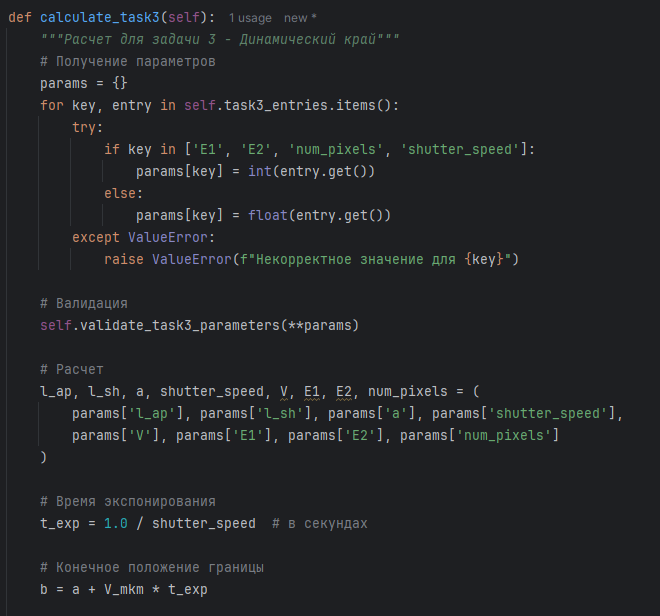 def calculate_task3(self): 1 usage new *
    """Расчет для задачи 3 - Динамический край"""
    # Получение параметров
    params = {}
    for key, entry in self.task3_entries.items():
        try:
            if key in ['E1', 'E2', 'num_pixels', 'shutter_speed']:
                params[key] = int(entry.get())
            else:
                params[key] = float(entry.get())
        except ValueError:
            raise ValueError(f"Некорректное значение для {key}")

    # Валидация
    self.validate_task3_parameters(**params)

    # Расчет
    l_ap, l_sh, a, shutter_speed, V, E1, E2, num_pixels = (
        params['l_ap'], params['l_sh'], params['a'], params['shutter_speed'],
        params['V'], params['E1'], params['E2'], params['num_pixels']
    )

    # Время экспонирования
    t_exp = 1.0 / shutter_speed  # в секундах

    # Конечное положение границы
    b = a + V_mkm * t_exp